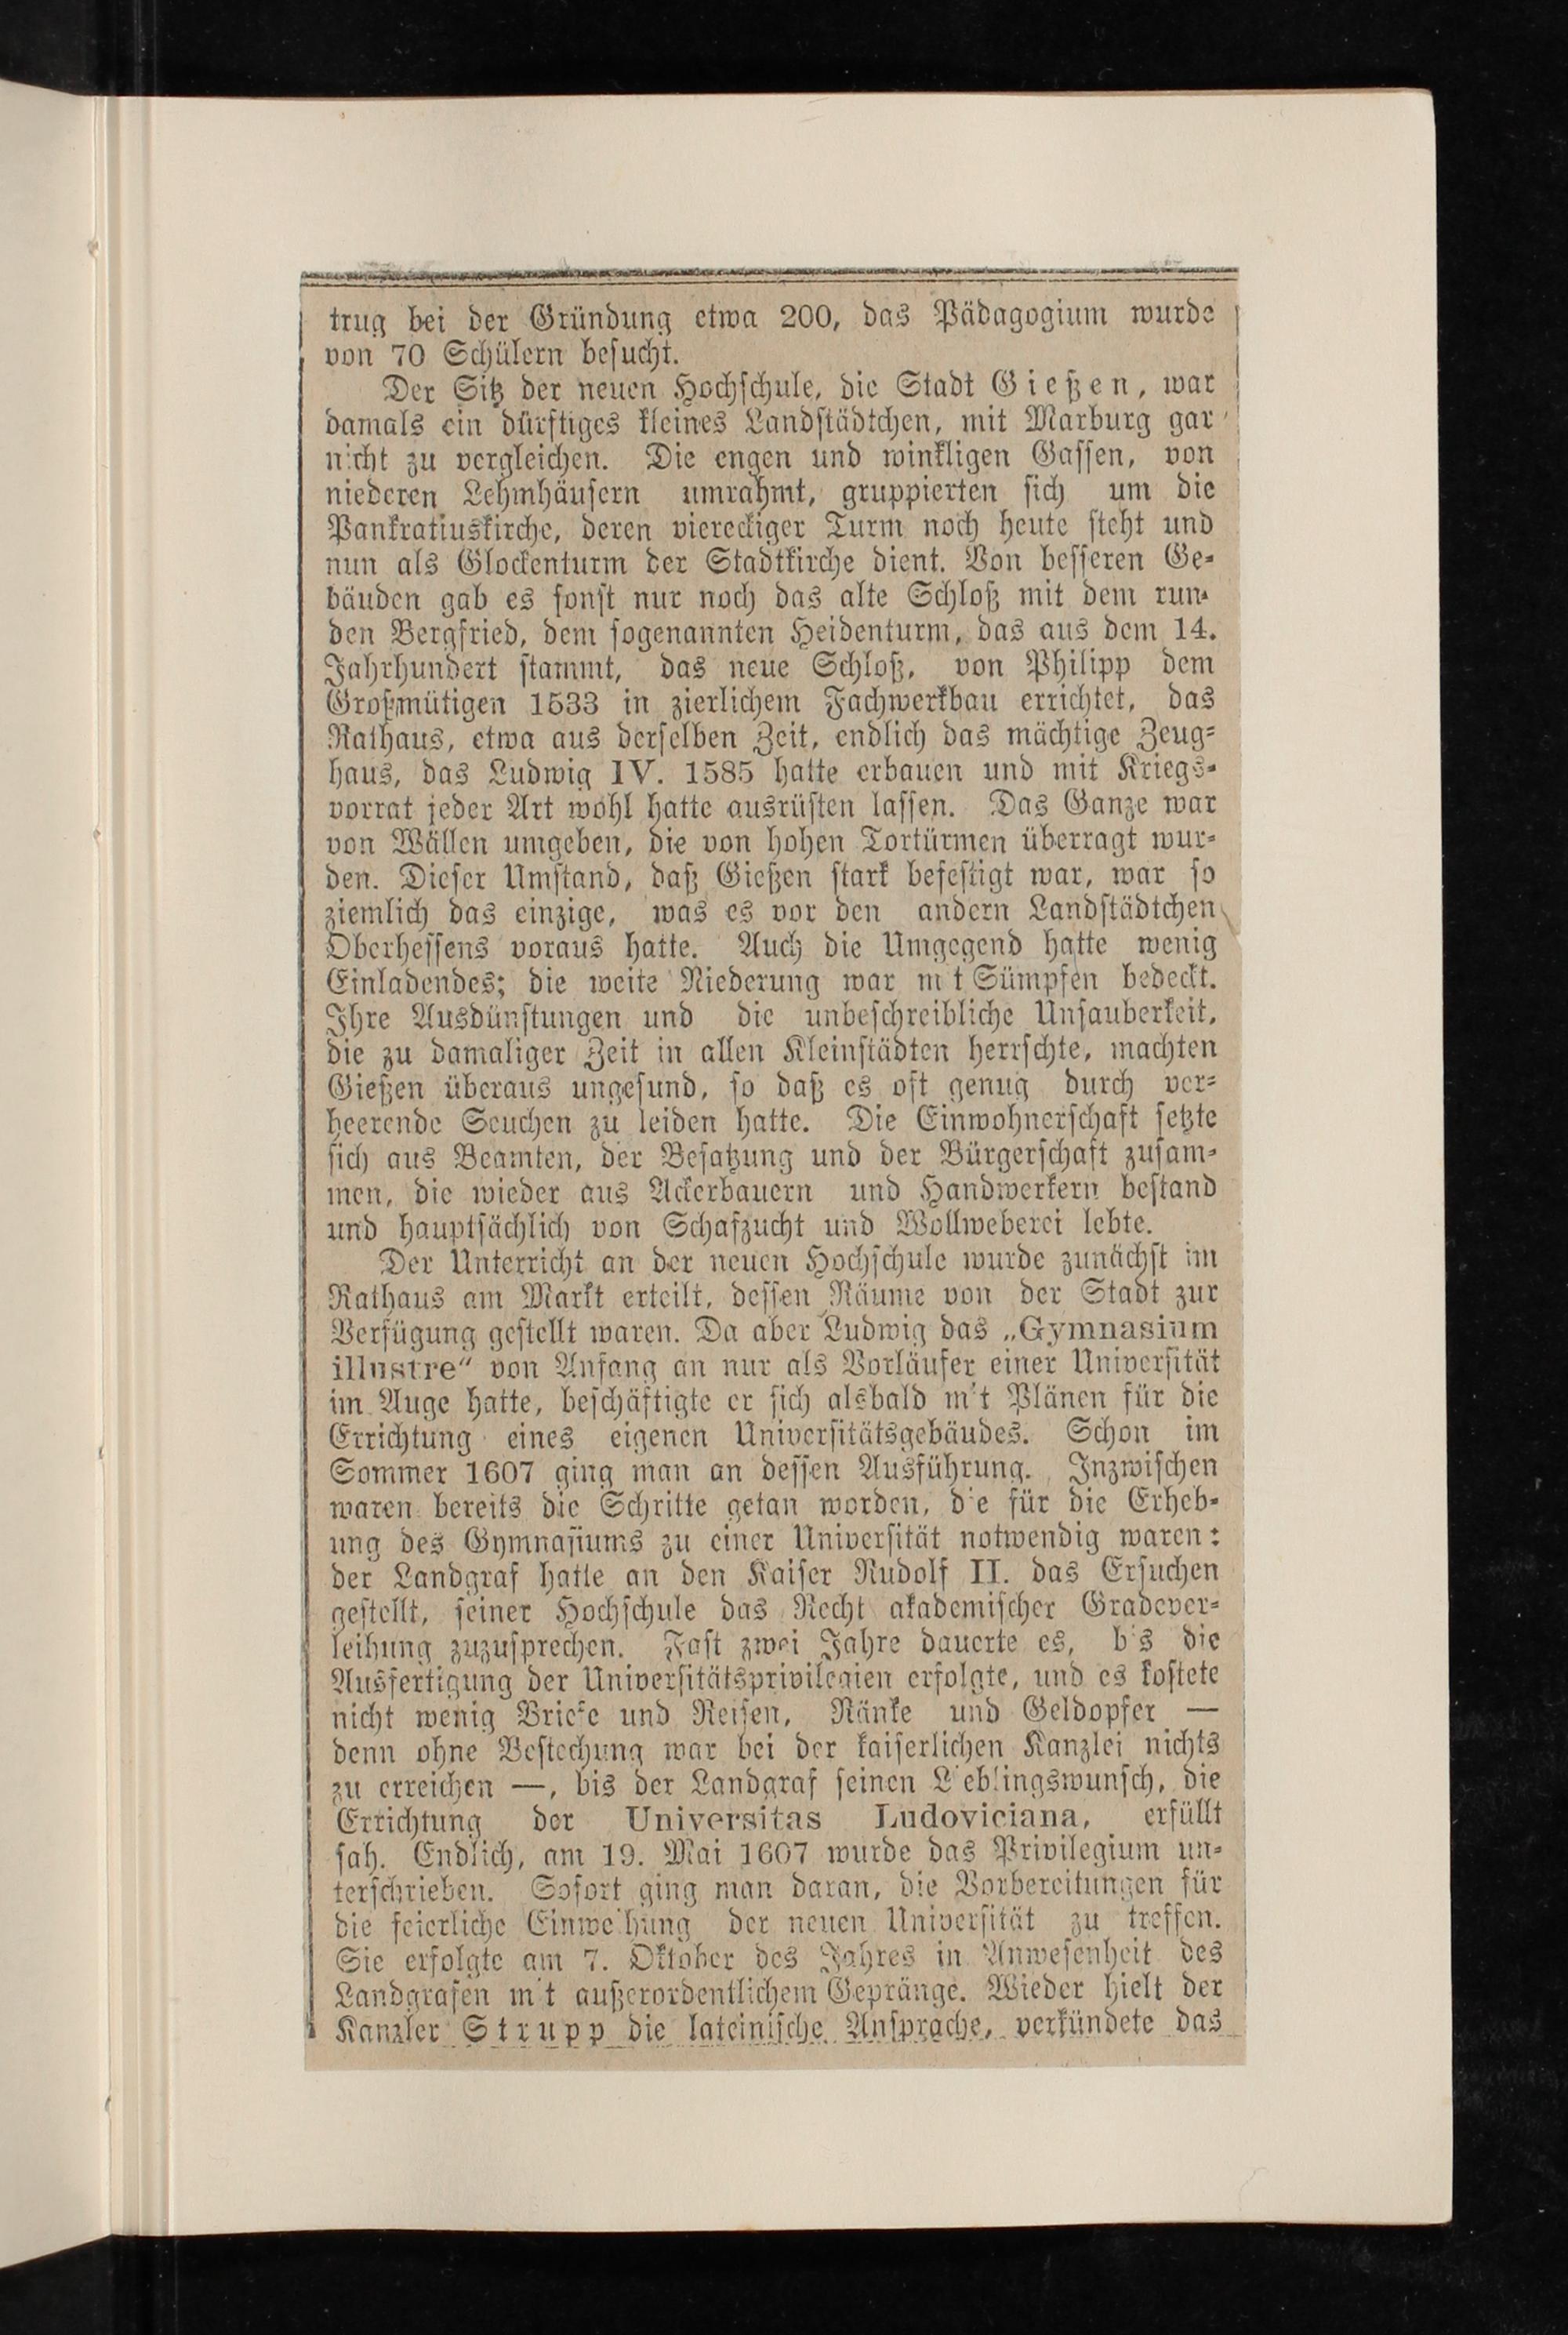 trug bei der Gründung etwa 200, das Pädagogium wurde
von 70 Schülern besucht.
Der Sitz der neuen Hochschule, die Stadt Gießen, war
damals ein dürftiges kleines Landstädtchen, mit Marburg gar
nicht zu vergleichen. Die engen und winkligen Gassen, von
niederen Lehmhäusern umrahmt, gruppierten sich um die
Pankratiuskirche, deren viereckiger Turm noch heute steht und
nun als Glockenturm der Stadtkirche dient. Von besseren Ge-
bäuden gab es sonst nur noch das alte Schloß mit dem run-
den Bergfried, dem sogenannten Heidenturm, das aus dem 14.
Jahrhundert stammt, das neue Schloß, von Philipp dem
Großmütigen 1533 in zierlichem Fachwerkbau errichtet, das
Rathaus, etwa aus derselben Zeit, endlich das mächtige Zeug-
haus, das Ludwig IV. 1585 hatte erbauen und mit Kriegs-
vorrat jeder Art wohl hatte ausrüsten lassen. Das Ganze war
von Wällen umgeben, die von hohen Tortürmen überragt wur-
den. Dieser Umstand, daß Gießen stark befestigt war, war so
ziemlich das einzige, was es vor den andern Landstädtchen
Oberhessens voraus hatte. Auch die Umgegend hatte wenig
Einladendes; die weite Niederung war mit Sümpfen bedeckt.
Ihre Ausdünstungen und die unbeschreibliche Unsauberkeit,
die zu damaliger Zeit in allen Kleinstädten herrschte, machten
Gießen überaus ungesund, so daß es oft genug durch ver-
heerende Seuchen zu leiden hatte. Die Einwohnerschaft setzte
sich aus Beamten, der Besatzung und der Bürgerschaft zusam-
men, die wieder aus Ackerbauern und Handwerkern bestand
und hauptsächlich von Schafzucht und Wollweberei lebte.
Der Unterricht an der neuen Hochschule wurde zunächst im
Rathaus am Markt erteilt, dessen Räume von der Stadt zur
Verfügung gestellt waren. Da aber Ludwig das „Gymnasium
illustre“ von Anfang an nur als Vorläufer einer Universität
im Auge hatte, beschäftigte er sich alsbald mit Plänen für die
Errichtung eines eigenen Universitätsgebäudes. Schon im
Sommer 1607 ging man an dessen Ausführung. Inzwischen
waren bereits die Schritte getan worden, die für die Erheb-
ung des Gymnasiums zu einer Universität notwendig waren:
der Landgraf hatte an den Kaiser Rudolf II. das Ersuchen
gestellt, seiner Hochschule das Recht akademischer Gradever-
leihung zuzusprechen. Fast zwei Jahre dauerte es, bis die
Ausfertigung der Universitätsprivilegien erfolgte, und es kostete
nicht wenig Briefe und Reisen, Ränke und Geldopfer —
denn ohne Bestechung war bei der kaiserlichen Kanzlei nichts
zu erreichen —, bis der Landgraf seinen Lieblingswunsch, die
Errichtung der Universitas Ludoviciana, erfüllt
sah. Endlich, am 19. Mai 1607 wurde das Privilegium un-
terschrieben. Sofort ging man daran, die Vorbereitungen für
die feierliche Einweihung der neuen Universität zu treffen.
Sie erfolgte am 7. Oktober des Jahres in Anwesenheit des
Landgrafen mit außerordentlichem Gepränge. Wieder hielt der
Kanzler Strupp die lateinische Ansprache, verkündete das